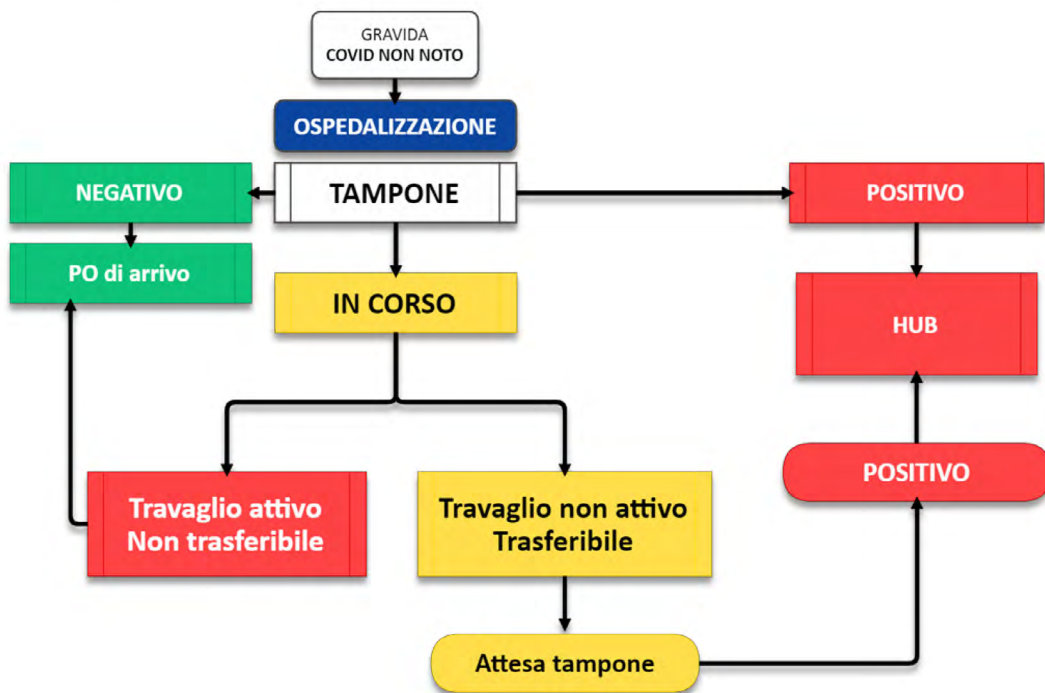 GRAVIDA
COVID NON NOTO
OSPEDALIZZAZIONE
NEGATIVO
TAMPONE
POSITIVO
PO di arrivo
IN CORSO
HUB
POSITIVO
Travaglio attivo
Non trasferibile
Travaglio non attivo
Trasferibile
Attesa tampone